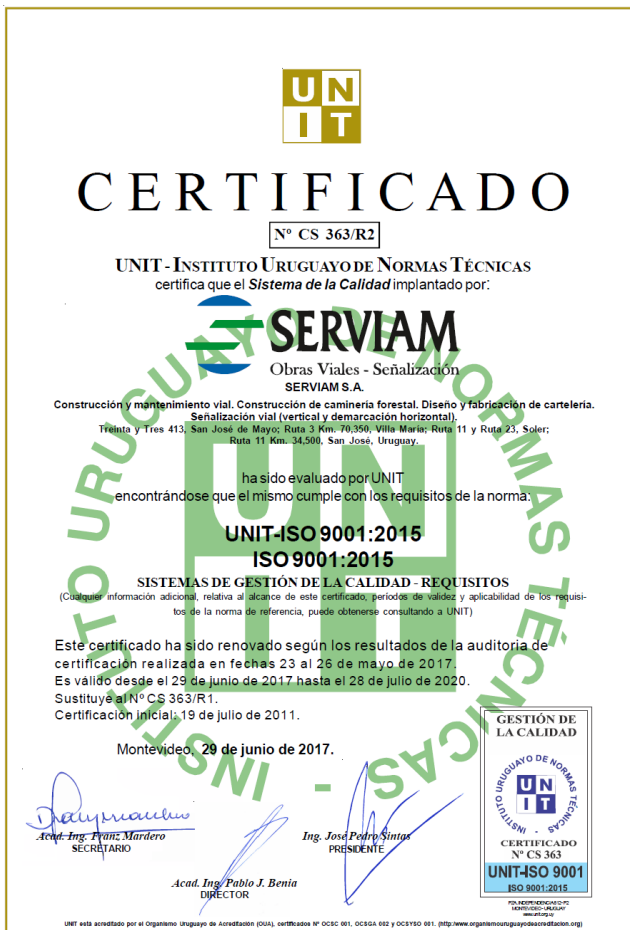 UNIT
CERTIFICADO
Nº CS 363/R2
UNIT - INSTITUTO URUGUAYO DE NORMAS TÉCNICAS
certifica que el Sistema de la Calidad implantado por:
SERVIAM
Obras Viales - Señalización
SERVIAM S.A.
Construcción y mantenimiento vial. Construcción de caminería forestal. Diseño y fabricación de cartelería.
Señalización vial (vertical y demarcación horizontal).
Treinta y Tres 413, San José de Mayo; Ruta 3 Km. 70,350, Villa María; Ruta 11 y Ruta 23, Soler;
Ruta 11 Km. 34,500, San José, Uruguay.
ha sido evaluado por UNIT
encontrándose que el mismo cumple con los requisitos de la norma:
UNIT-ISO 9001:2015
ISO 9001:2015
SISTEMAS DE GESTIÓN DE LA CALIDAD - REQUISITOS
(Cualquier información adicional, relativa al alcance de este certificado, períodos de validez y aplicabilidad de los requisi-
tos de la norma de referencia, puede obtenerse consultando a UNIT)
Este certificado ha sido renovado según los resultados de la auditoría de
certificación realizada en fechas 23 al 26 de mayo de 2017.
Es válido desde el 29 de junio de 2017 hasta el 28 de julio de 2020.
Sustituye al Nº CS 363/R1.
Certificación inicial: 19 de julio de 2011.
Montevideo, 29 de junio de 2017.
Acad. Ing. Franz Mardero
SECRETARIO
Ing. José Pedro Sintas
PRESIDENTE
Acad. Ing. Pablo J. Benia
DIRECTOR
INSTITUTO URUGUAYO DE NORMAS TÉCNICAS -
UNIT
GESTIÓN DE
LA CALIDAD
INSTITUTO URUGUAYO DE NORMAS TÉCNICAS -
UNIT
CERTIFICADO
Nº CS 363
UNIT-ISO 9001
ISO 9001:2015
PZA. INDEPENDENCIA 812-P2
MONTEVIDEO - URUGUAY
www.unit.org.uy
UNIT está acreditado por el Organismo Uruguayo de Acreditación (OUA), certificados Nº OCSC 001, OCSGA 002 y OCSYSO 001. (http:/www.organismouruguayodeacreditacion.org)